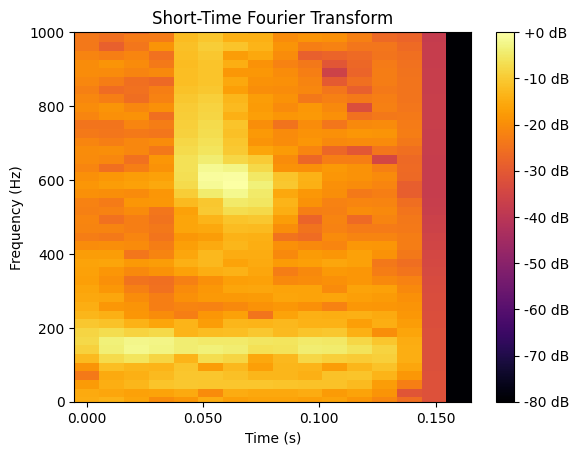 Short-Time Fourier Transform
1000
800
600
400
200
0
Frequency (Hz)
0.000
0.050
0.100
0.150
Time (s)
+0 dB
-10 dB
-20 dB
-30 dB
-40 dB
-50 dB
-60 dB
-70 dB
-80 dB